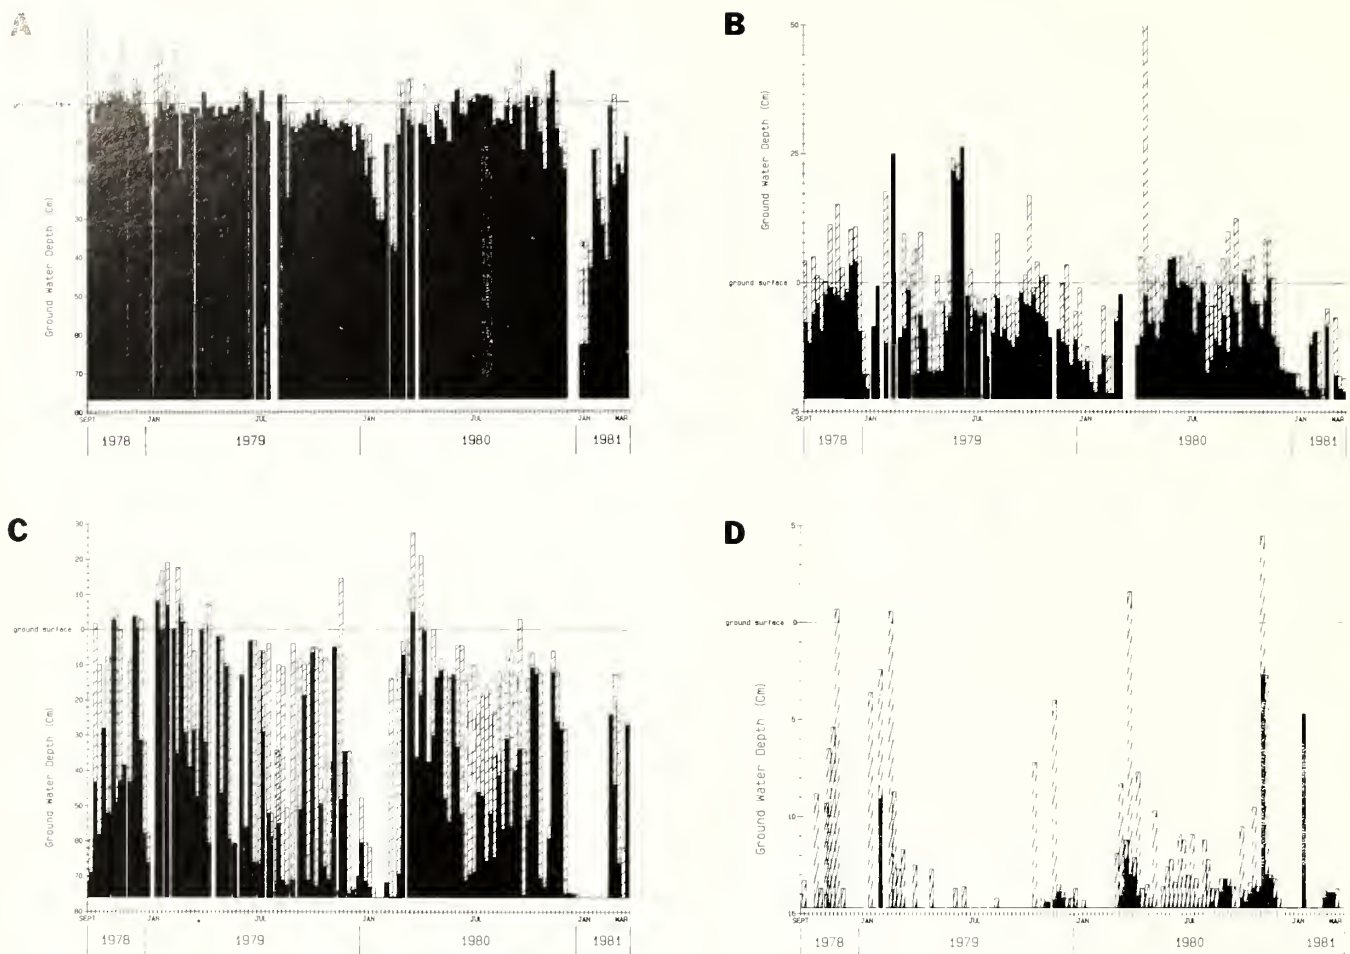 A
Ground Water Depth (Cm)
10
30
50
60
70
80
SEPT JAN JUL JAN JUL JAN MAR
1978 1979 1980 1981
B
50
25
Ground Water Depth (Cm)
ground surface 0
25
SEPT JAN JUL JAN JUL JAN MAR
1978 1979 1980 1981
C
30
20
10
ground surface 0
10
20
30
Ground Water Depth (Cm)
50
60
70
80
SEPT JAN JUL JAN JUL JAN MAR
1978 1979 1980 1981
D
5
ground surface 0
5
Ground Water Depth (Cm)
10
15
SEPT JAN JUL JAN JUL JAN MAR
1978 1979 1980 1981